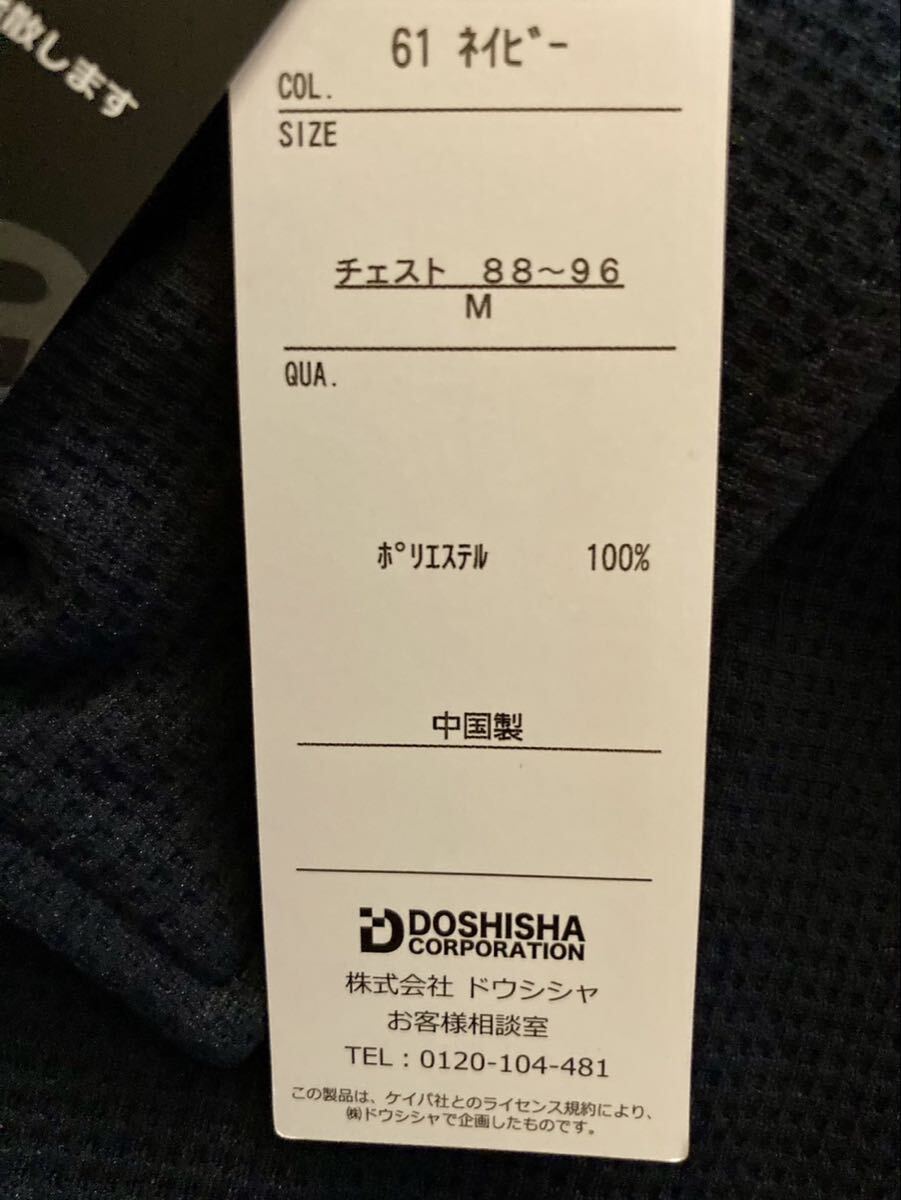 散します
61 ﾈｲﾋﾞｰ
COL.
SIZE
チェスト　８８～９６
M
QUA.
ﾎﾟﾘｴｽﾃﾙ 100%
中国製
DOSHISHA
CORPORATION
株式会社 ドウシシャ
お客様相談室
TEL：0120-104-481
この製品は、ケイパ社とのライセンス規約により、
㈱ドウシシャで企画したものです。